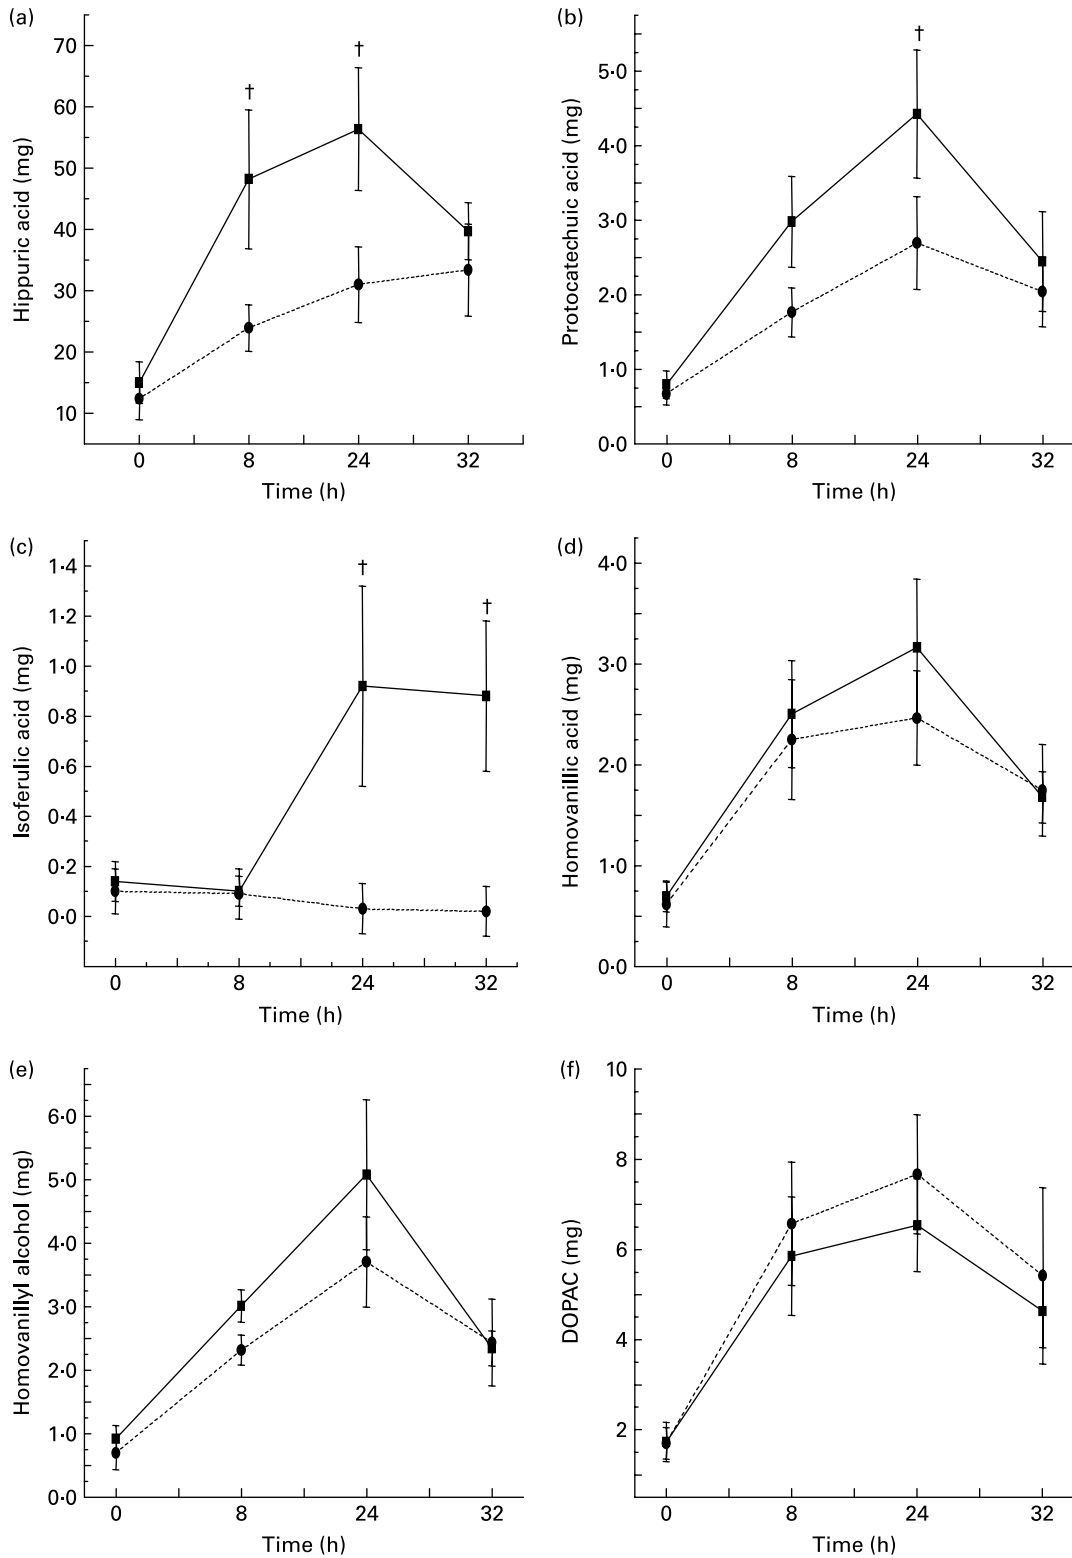 (a)
†
†
70
60
50
40
30
20
10
Hippuric acid (mg)
0 8 24 32
Time (h)
(b)
†
5·0
4·0
3·0
2·0
1·0
0·0
Protocatechuic acid (mg)
0 8 24 32
Time (h)
(c)
†
†
1·4
1·2
1·0
0·8
0·6
0·4
0·2
0·0
Isoferulic acid (mg)
0 8 24 32
Time (h)
(d)
4·0
3·0
2·0
1·0
0·0
Homovanillic acid (mg)
0 8 24 32
Time (h)
(e)
6·0
5·0
4·0
3·0
2·0
1·0
0·0
Homovanillyl alcohol (mg)
0 8 24 32
Time (h)
(f)
10
8
6
4
2
DOPAC (mg)
0 8 24 32
Time (h)